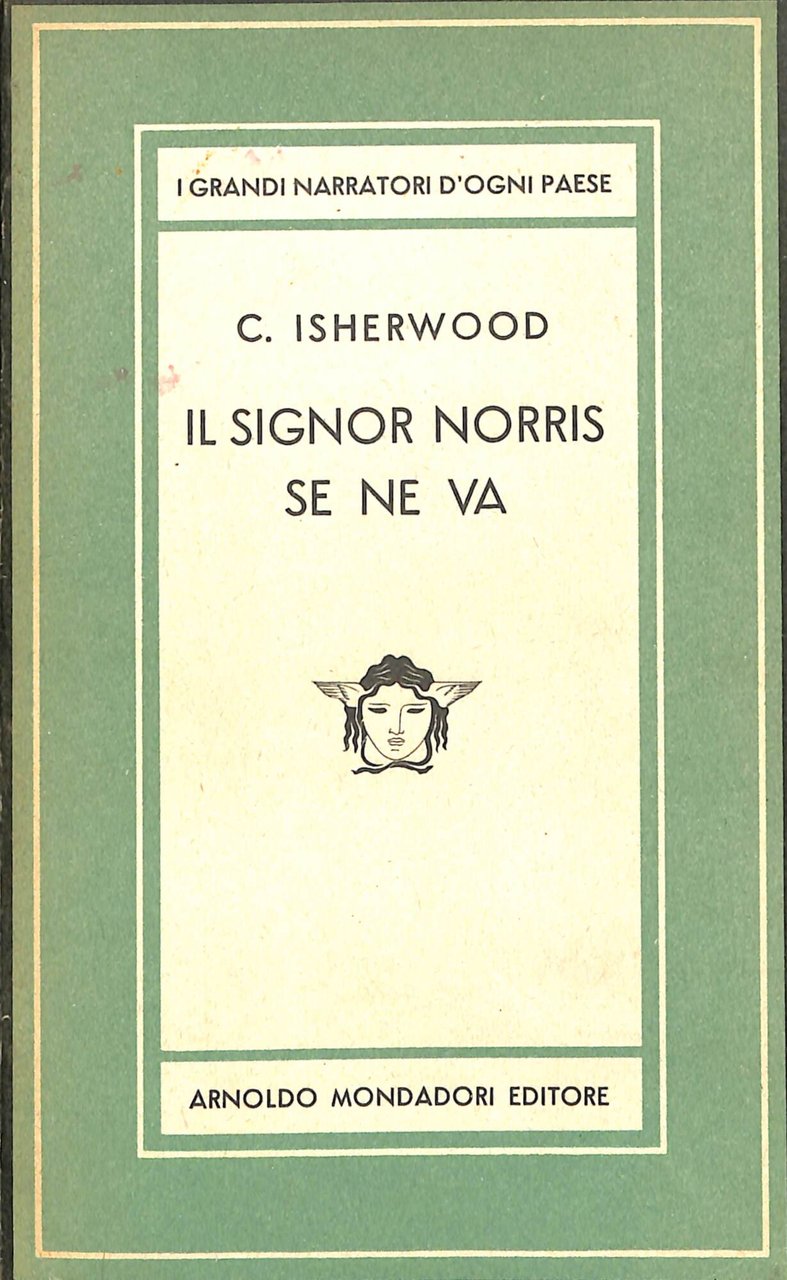 I GRANDI NARRATORI D'OGNI PAESE
C. ISHERWOOD
IL SIGNOR NORRIS
SE NE VA
ARNOLDO MONDADORI EDITORE